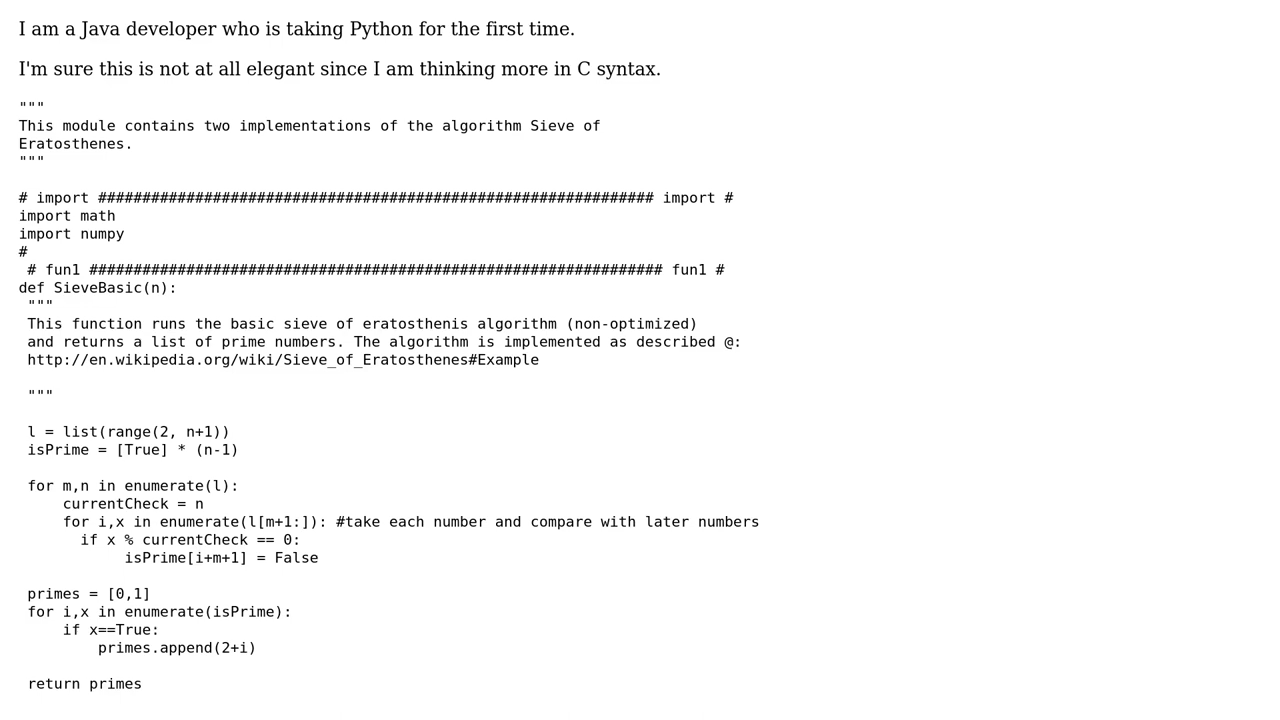 I am a Java developer who is taking Python for the first time.
I'm sure this is not at all elegant since I am thinking more in C syntax.
"""
This module contains two implementations of the algorithm Sieve of
Eratosthenes.
"""
# import ############################################################### import #
import math
import numpy
#
 # fun1 ################################################################# fun1 #
def SieveBasic(n):
 """
 This function runs the basic sieve of eratosthenis algorithm (non-optimized)
 and returns a list of prime numbers. The algorithm is implemented as described @:
 http://en.wikipedia.org/wiki/Sieve_of_Eratosthenes#Example
 """
 l = list(range(2, n+1))
 isPrime = [True] * (n-1)
 for m,n in enumerate(l):
     currentCheck = n
     for i,x in enumerate(l[m+1:]): #take each number and compare with later numbers
       if x % currentCheck == 0:
            isPrime[i+m+1] = False
 primes = [0,1]
 for i,x in enumerate(isPrime):
     if x==True:
         primes.append(2+i)
 return primes